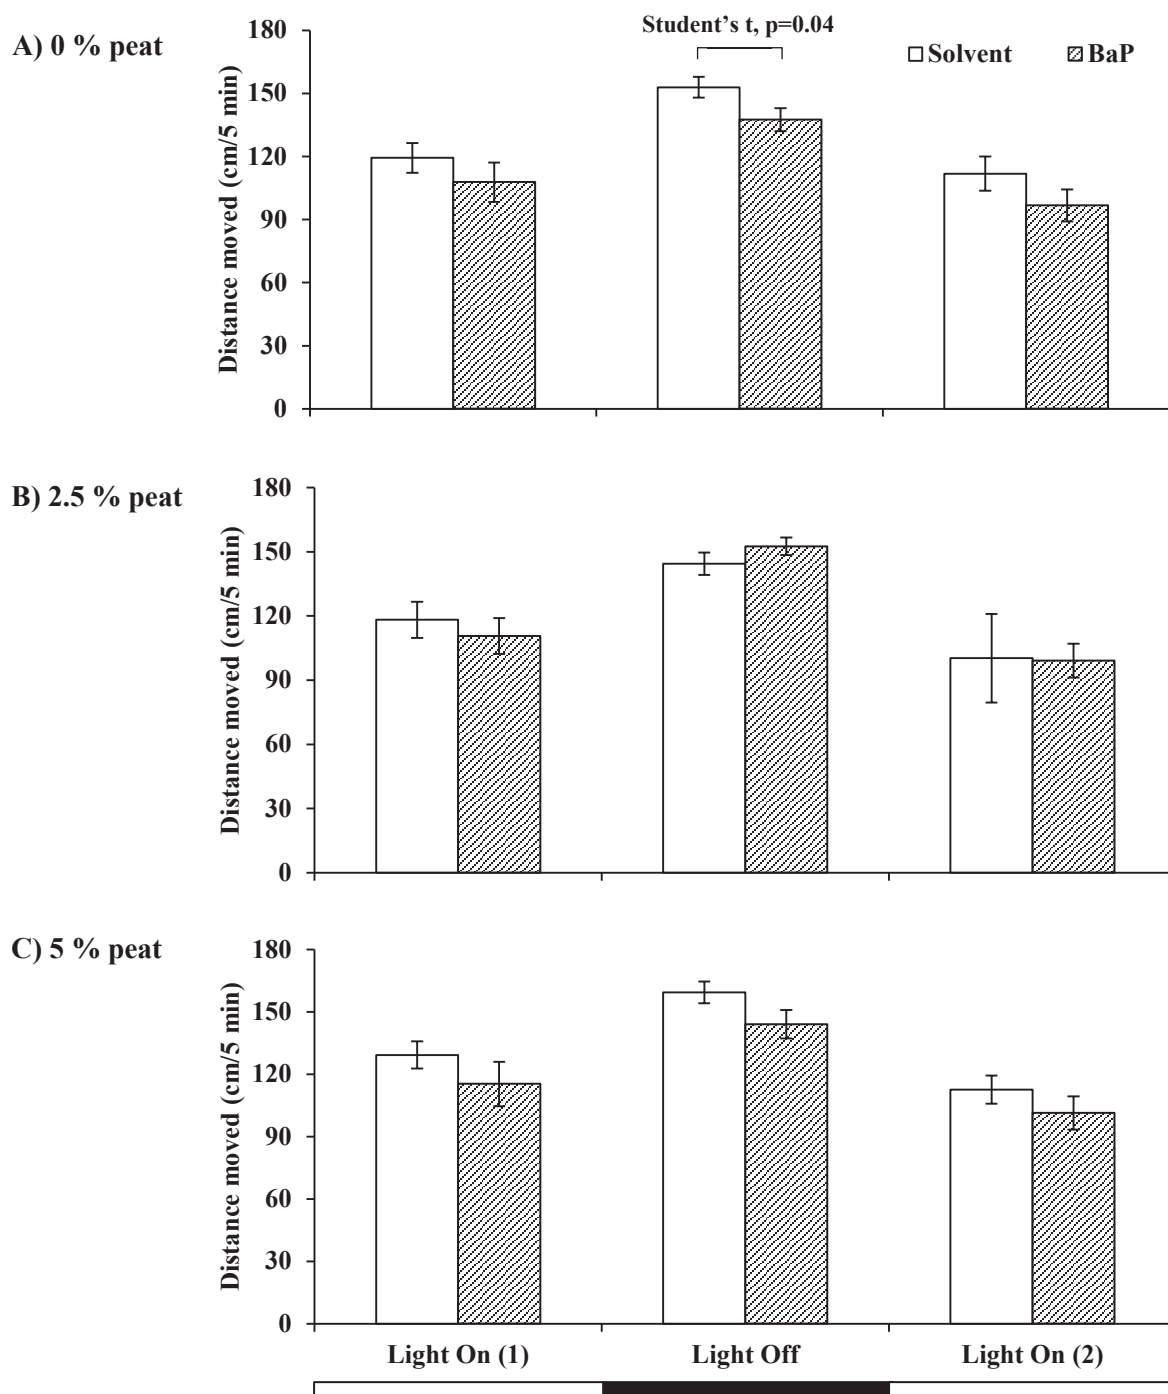 A) 0 % peat
Student’s t, p=0.04
Solvent BaP
Distance moved (cm/5 min)
180
150
120
90
60
30
0
B) 2.5 % peat
Distance moved (cm/5 min)
180
150
120
90
60
30
0
C) 5 % peat
Distance moved (cm/5 min)
180
150
120
90
60
30
0
Light On (1) Light Off Light On (2)